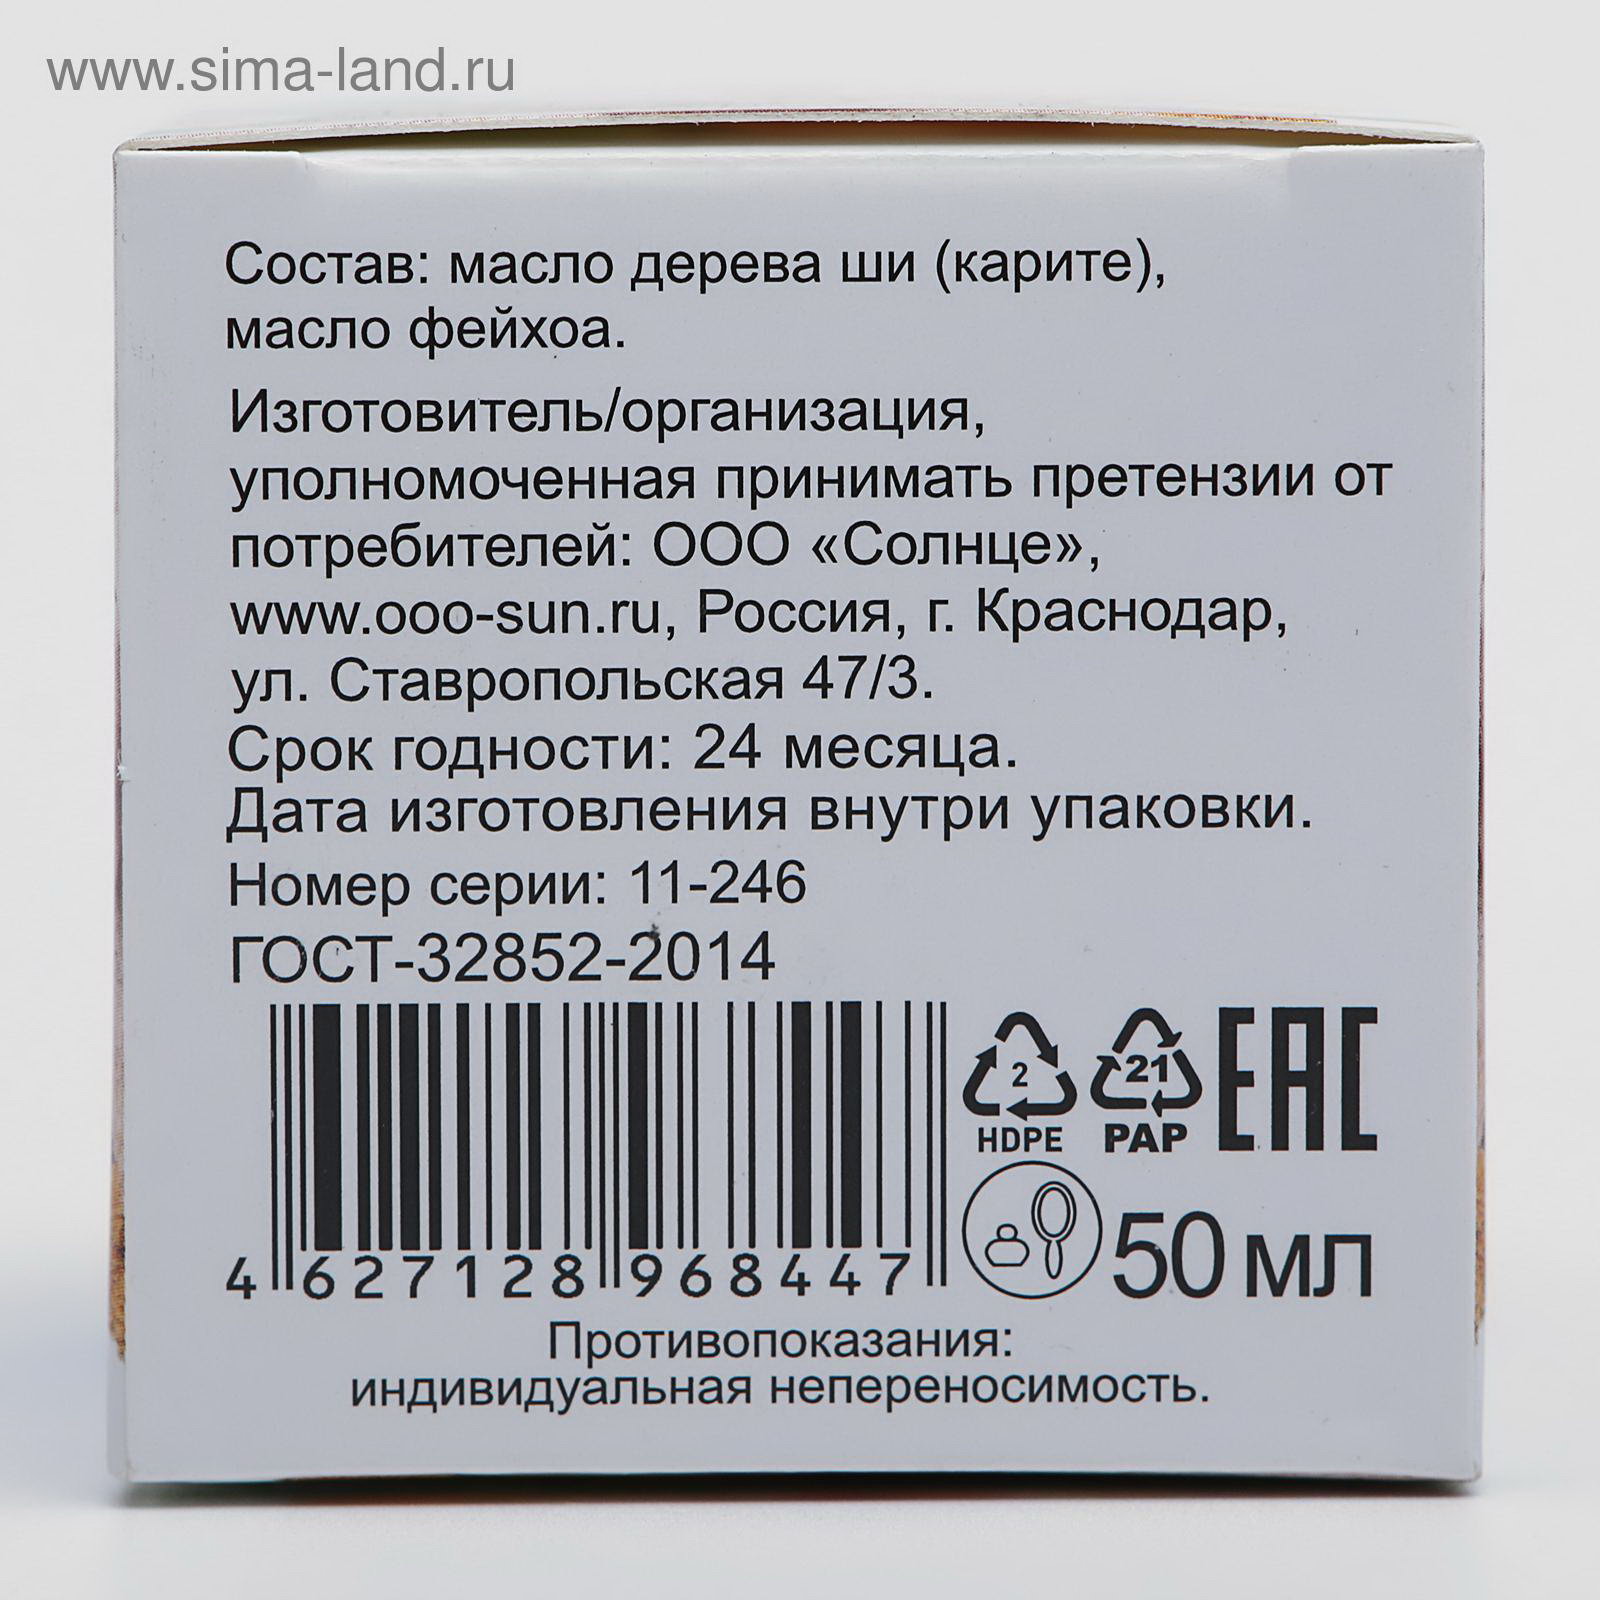 www.sima-land.ru
Состав: масло дерева ши (карите),
масло фейхоа.
Изготовитель/организация,
уполномоченная принимать претензии от
потребителей: ООО «Солнце»,
www.ooo-sun.ru, Россия, г. Краснодар,
ул. Ставропольская 47/3.
Срок годности: 24 месяца.
Дата изготовления внутри упаковки.
Номер серии: 11-246
ГОСТ-32852-2014
2 21 EAC
HDPE PAP
4 627128 968447
50 мл
Противопоказания:
индивидуальная непереносимость.